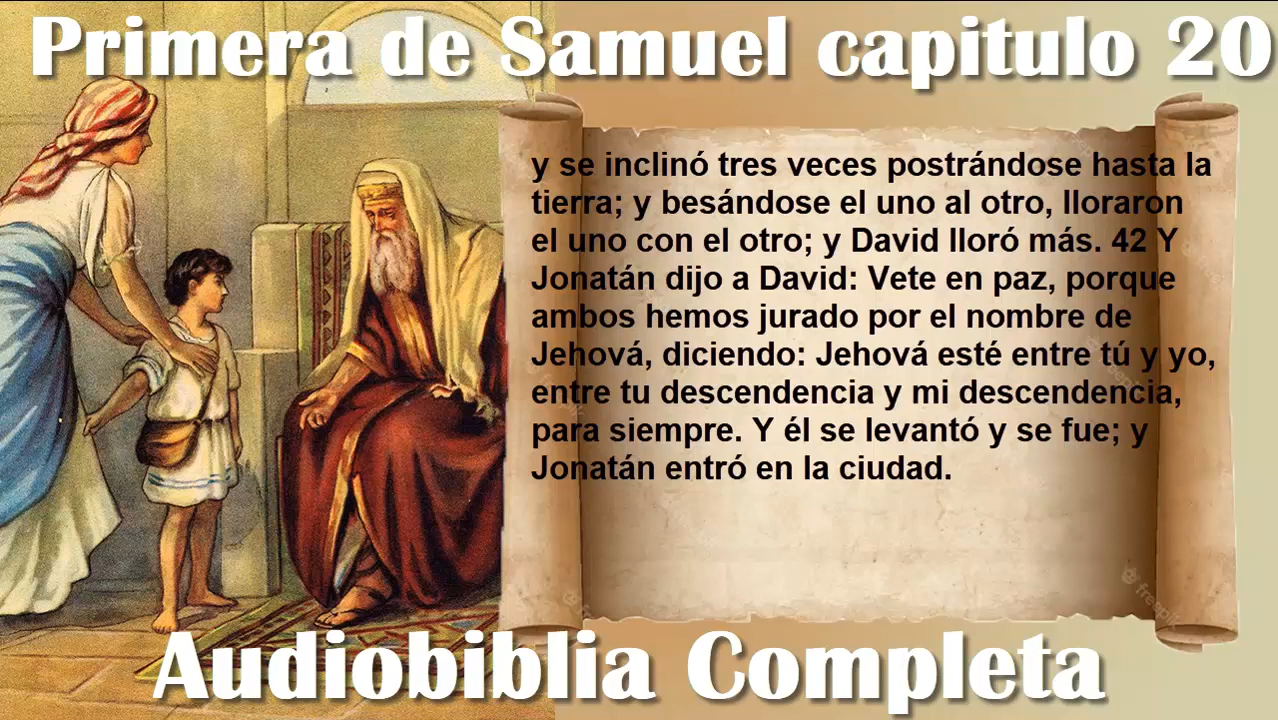 Primera de Samuel capitulo 20
y se inclinó tres veces postrándose hasta la
tierra; y besándose el uno al otro, lloraron
el uno con el otro; y David lloró más. 42 Y
Jonatán dijo a David: Vete en paz, porque
ambos hemos jurado por el nombre de
Jehová, diciendo: Jehová esté entre tú y yo,
entre tu descendencia y mi descendencia,
para siempre. Y él se levantó y se fue; y
Jonatán entró en la ciudad.
Audiobiblia Completa